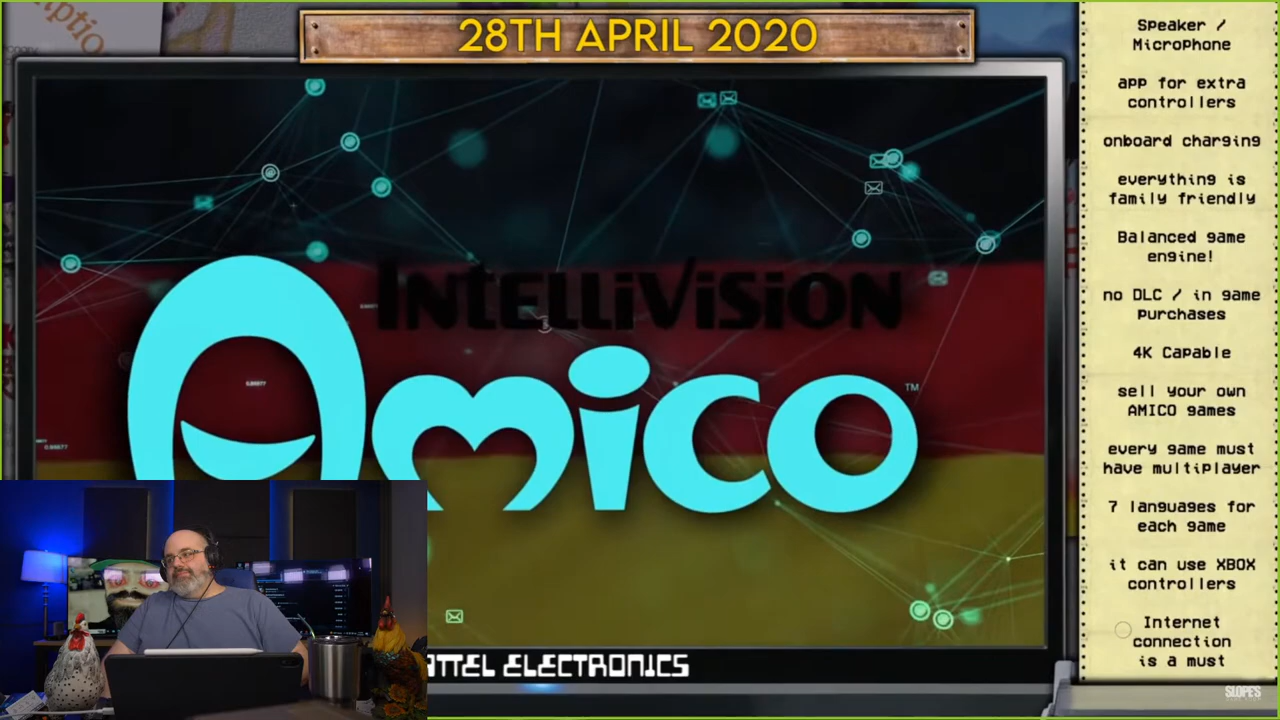 28TH APRIL 2020
INTELLIVISION
AMICO
TM
ATTEL ELECTRONICS
Speaker /
Microphone
app for extra
controllers
onboard charging
everything is
family friendly
Balanced game
engine!
no DLC / in game
purchases
4K Capable
sell your own
AMICO games
every game must
have multiplayer
7 languages for
each game
it can use XBOX
controllers
Internet
connection
is a must
SLOPE'S